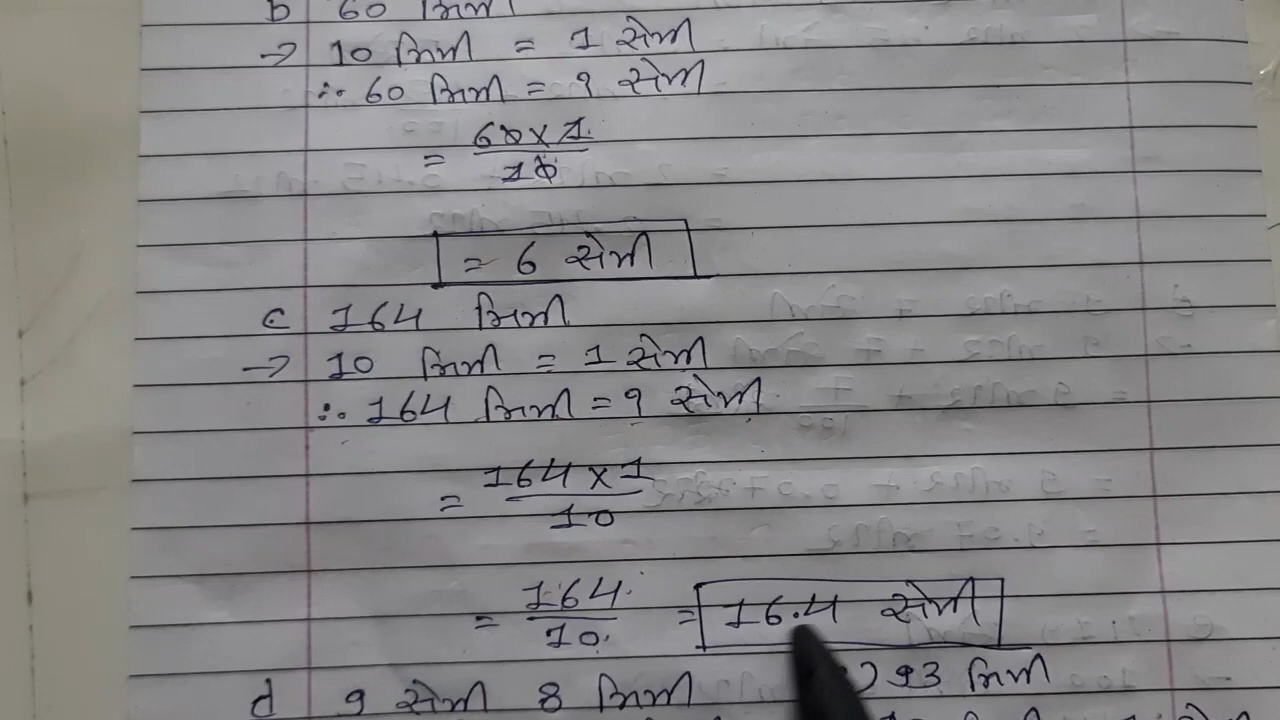 b 60 મિમી
→ 10 મિમી = 1 સેમી
∴ 60 મિમી = ? સેમી
= 60 × 1 / 10
= 6 સેમી
c 164 મિમી
→ 10 મિમી = 1 સેમી
∴ 164 મિમી = ? સેમી
= 164 × 1 / 10
= 164 / 10 = 16.4 સેમી
d 9 સેમી 8 મિમી ) 93 મિમી